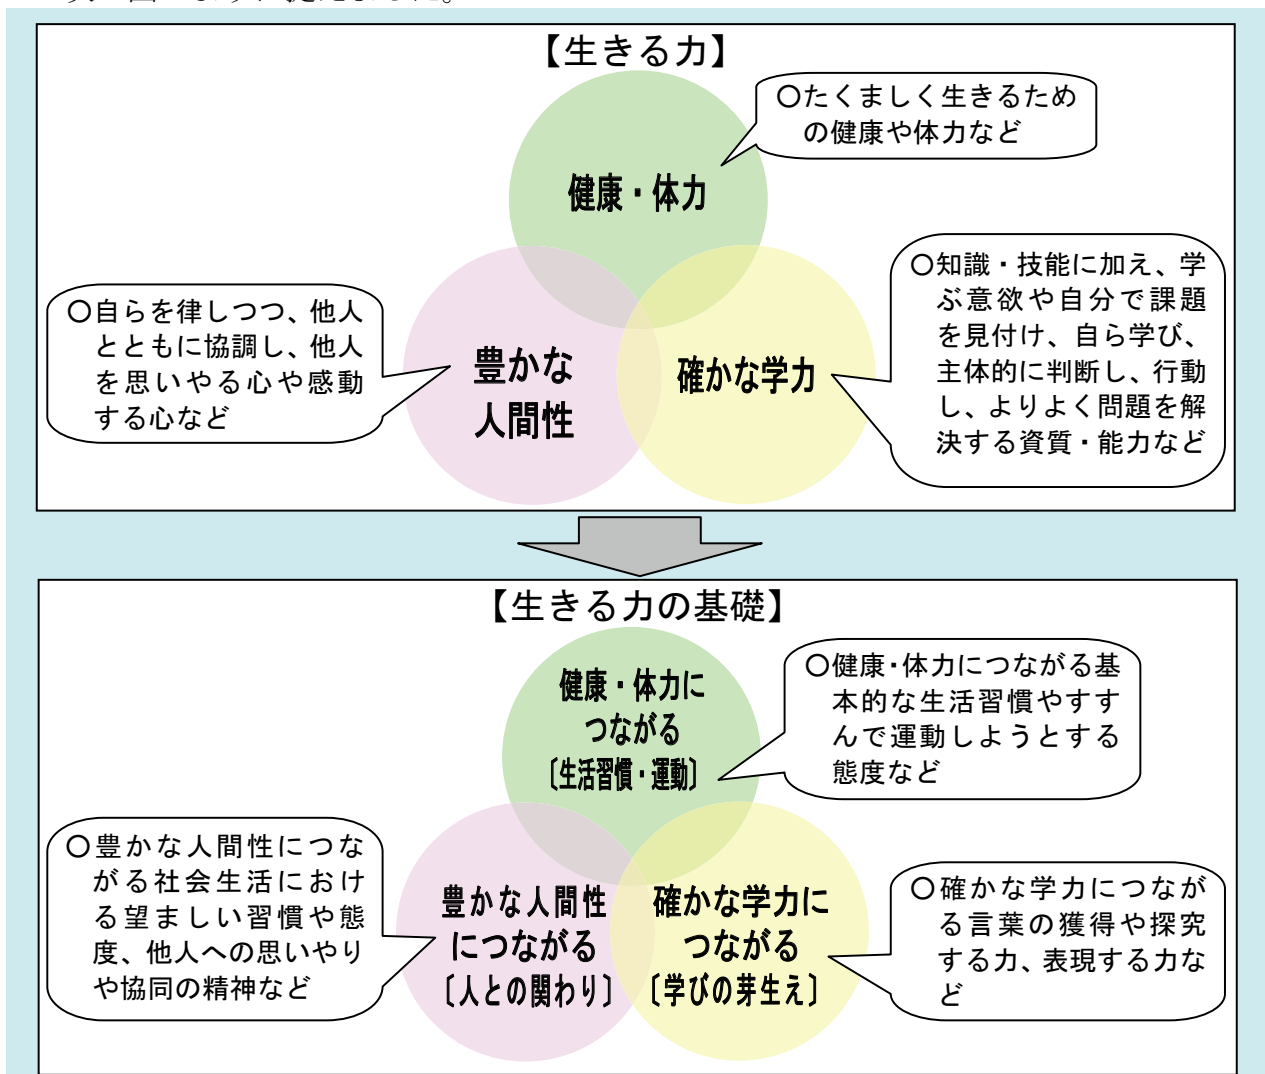 【生きる力】
〇たくましく生きるため
の健康や体力など
健康・体力
〇知識・技能に加え、学
ぶ意欲や自分で課題
を見付け、自ら学び、
主体的に判断し、行動
し、よりよく問題を解
決する資質・能力など
〇自らを律しつつ、他人
とともに協調し、他人
を思いやる心や感動
する心など
豊かな
人間性
確かな学力
【生きる力の基礎】
健康・体力に
つながる
〔生活習慣・運動〕
〇健康・体力につながる基
本的な生活習慣やすす
んで運動しようとする
態度など
〇豊かな人間性につな
がる社会生活におけ
る望ましい習慣や態
度、他人への思いやり
や協同の精神など
豊かな人間性
につながる
〔人との関わり〕
確かな学力に
つながる
〔学びの芽生え〕
〇確かな学力につなが
る言葉の獲得や探究
する力、表現する力な
ど